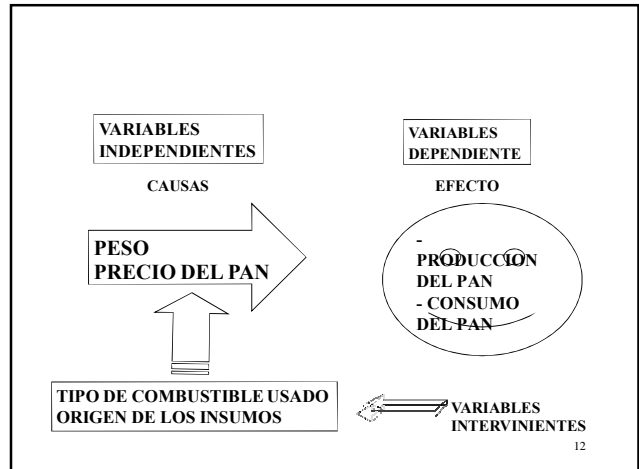 VARIABLES
INDEPENDIENTES
VARIABLES
DEPENDIENTE
CAUSAS
EFECTO
PESO
PRECIO DEL PAN
-
PRODUCCION
DEL PAN
- CONSUMO
DEL PAN
TIPO DE COMBUSTIBLE USADO
ORIGEN DE LOS INSUMOS
VARIABLES
INTERVINIENTES
12